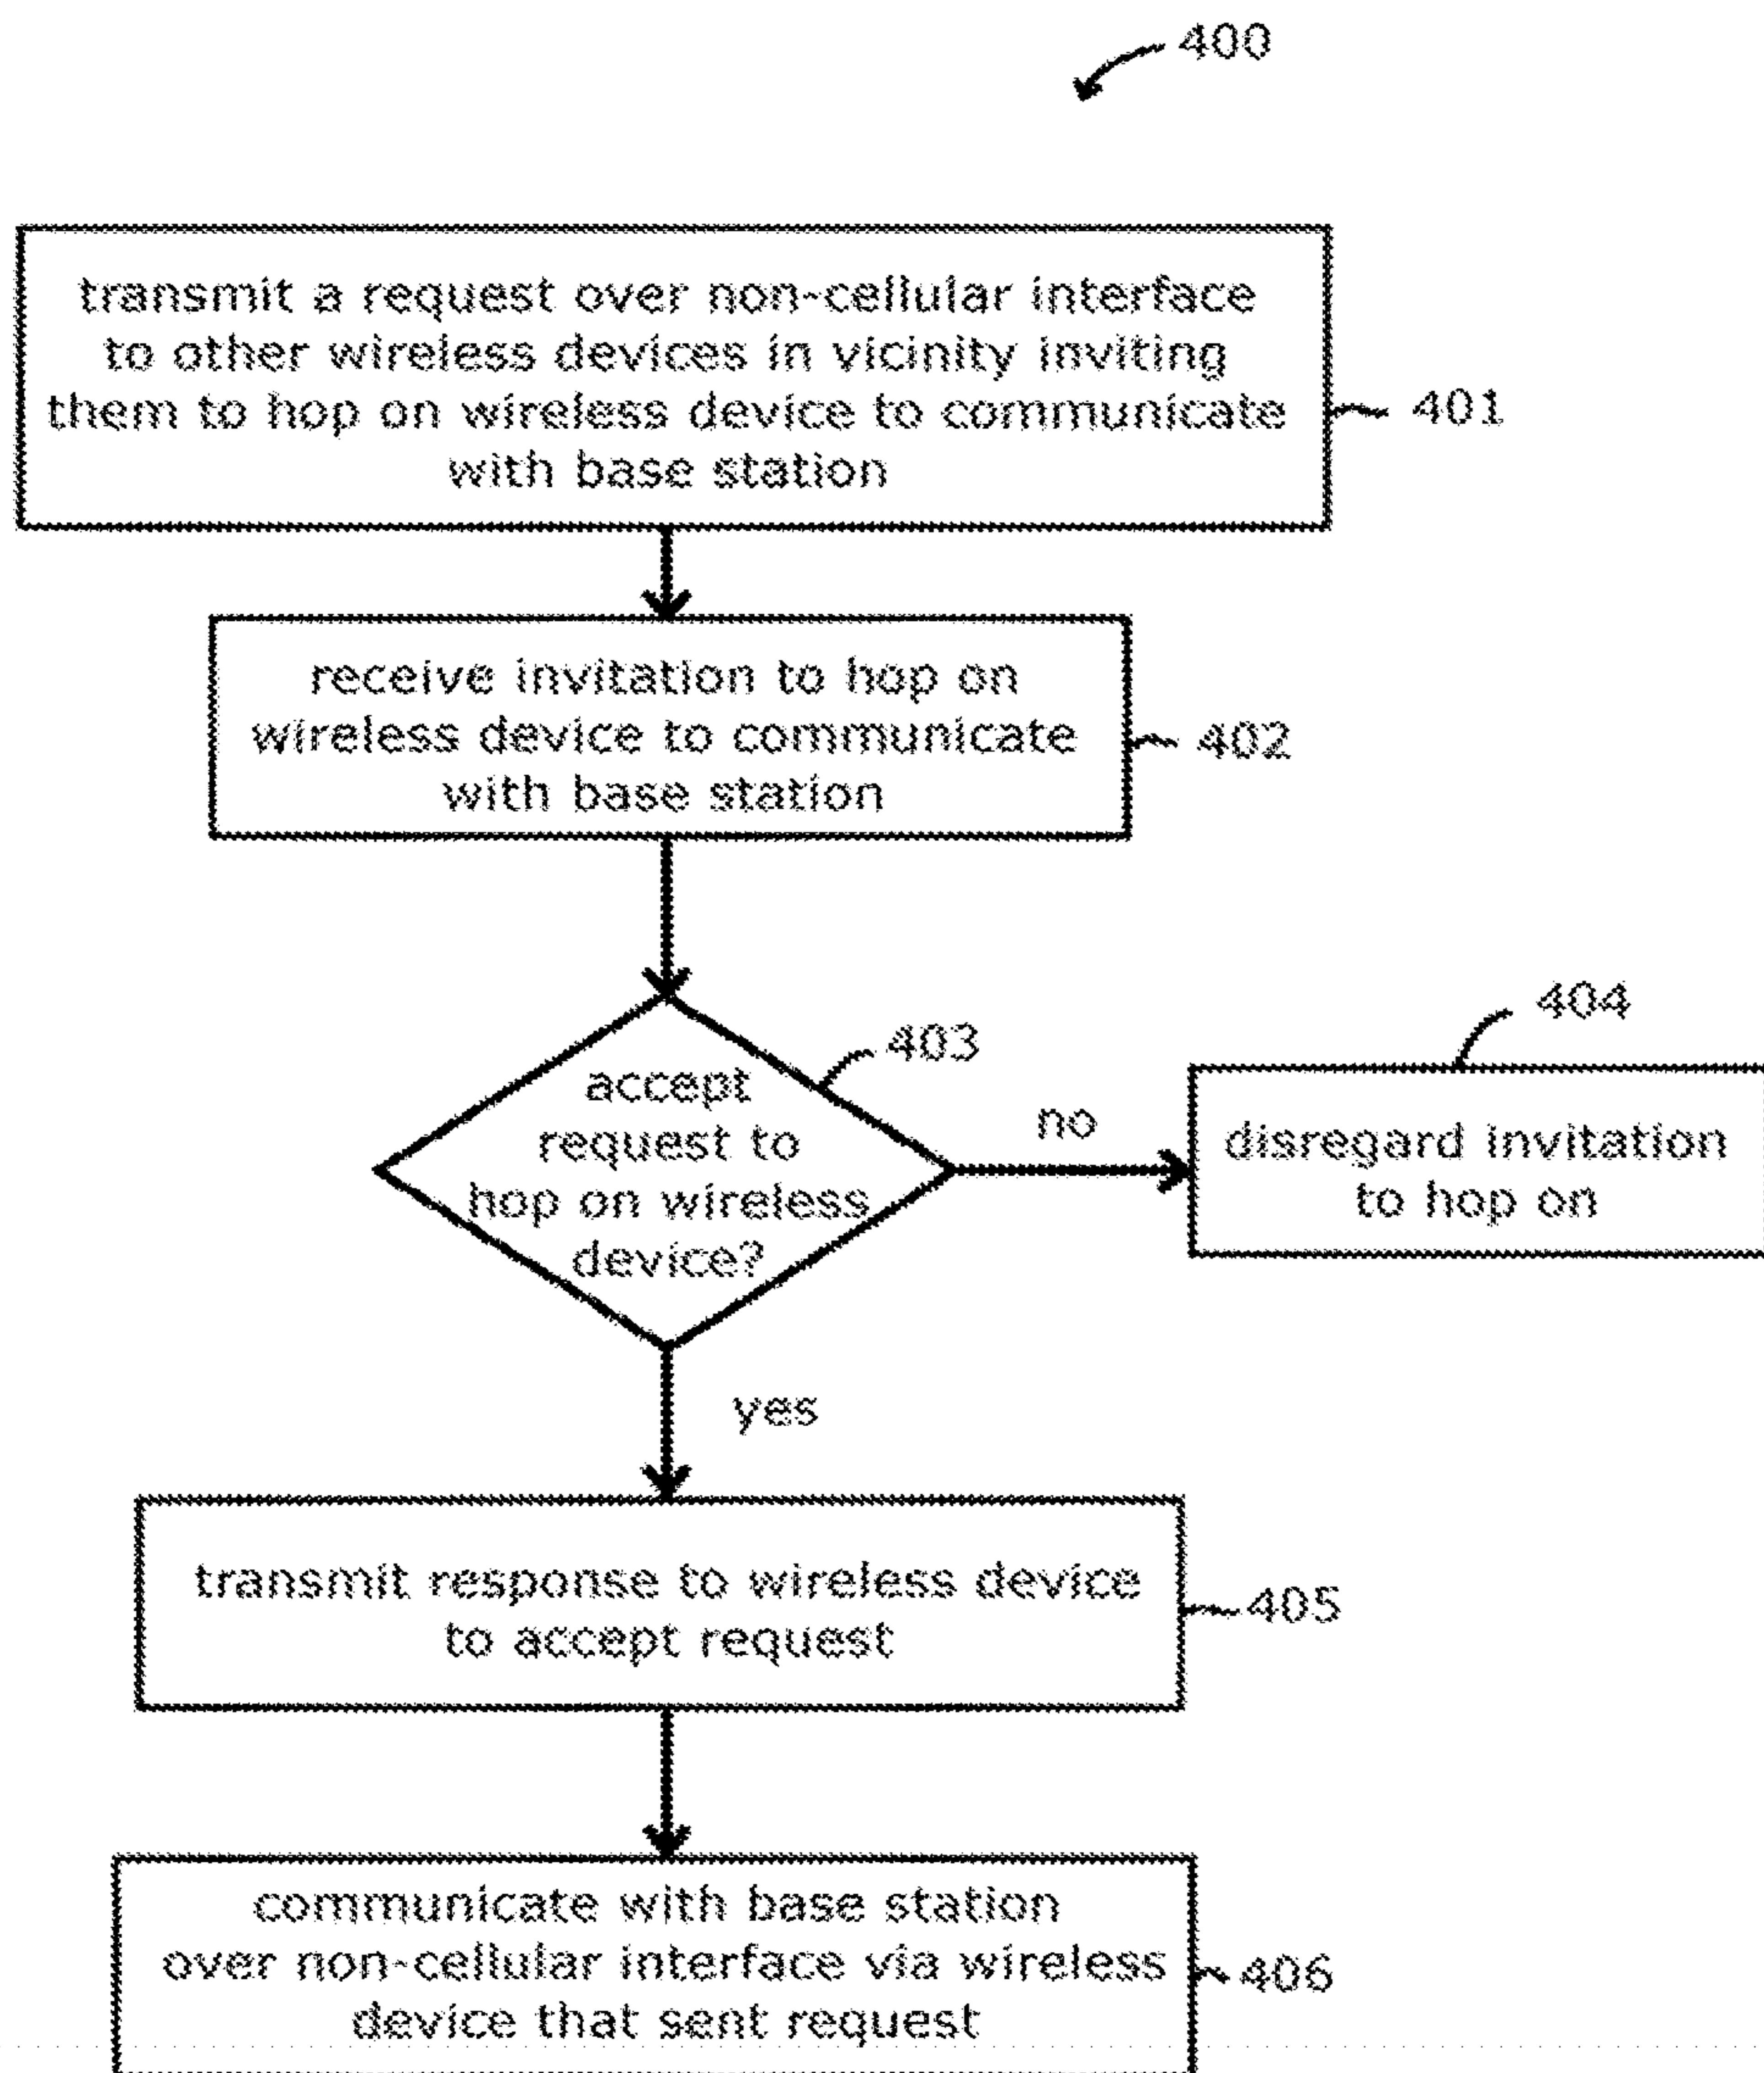 400
transmit a request over non-cellular interface
to other wireless devices in vicinity inviting
them to hop on wireless device to communicate
with base station
401
receive invitation to hop on
wireless device to communicate
with base station
402
403
accept
request to
hop on wireless
device?
no
404
disregard invitation
to hop on
yes
transmit response to wireless device
to accept request
405
communicate with base station
over non-cellular interface via wireless
device that sent request
406